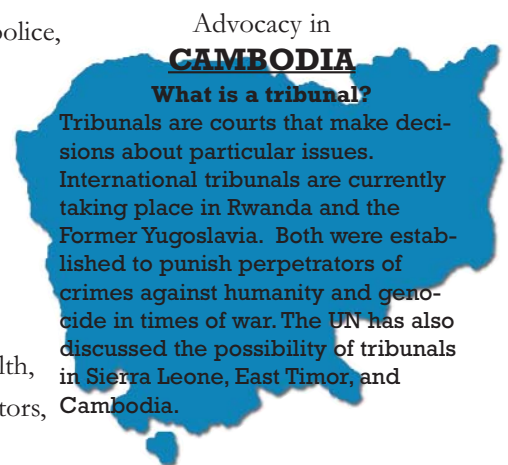 police,
Advocacy in
CAMBODIA
What is a tribunal?
Tribunals are courts that make deci-
sions about particular issues.
International tribunals are currently
taking place in Rwanda and the
Former Yugoslavia.  Both were estab-
lished to punish perpetrators of
crimes against humanity and geno-
cide in times of war. The UN has also
discussed the possibility of tribunals
in Sierra Leone, East Timor, and
Cambodia.
lth,
tors,